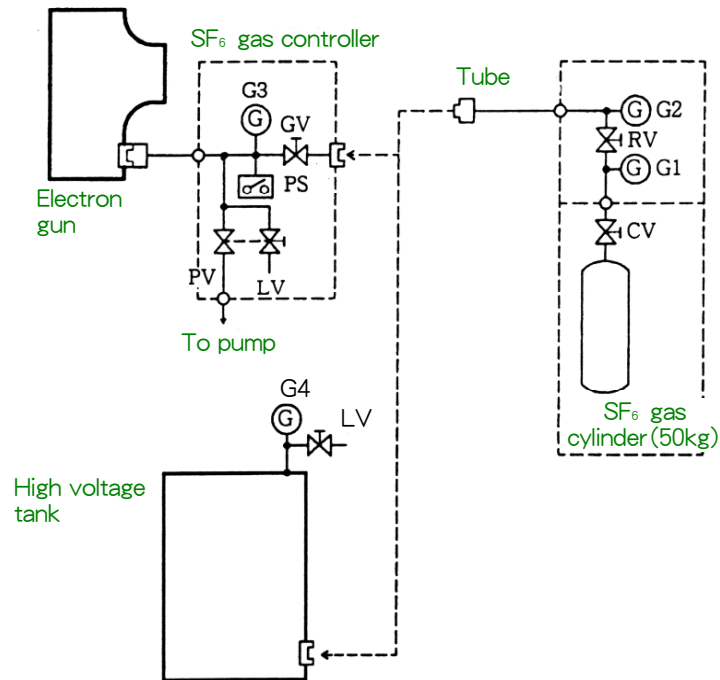 SF₆ gas controller
G3
G
GV
PS
PV
LV
To pump
Electron
gun
Tube
G
G2
RV
G
G1
CV
SF₆ gas
cylinder(50kg)
G4
G
LV
High voltage
tank